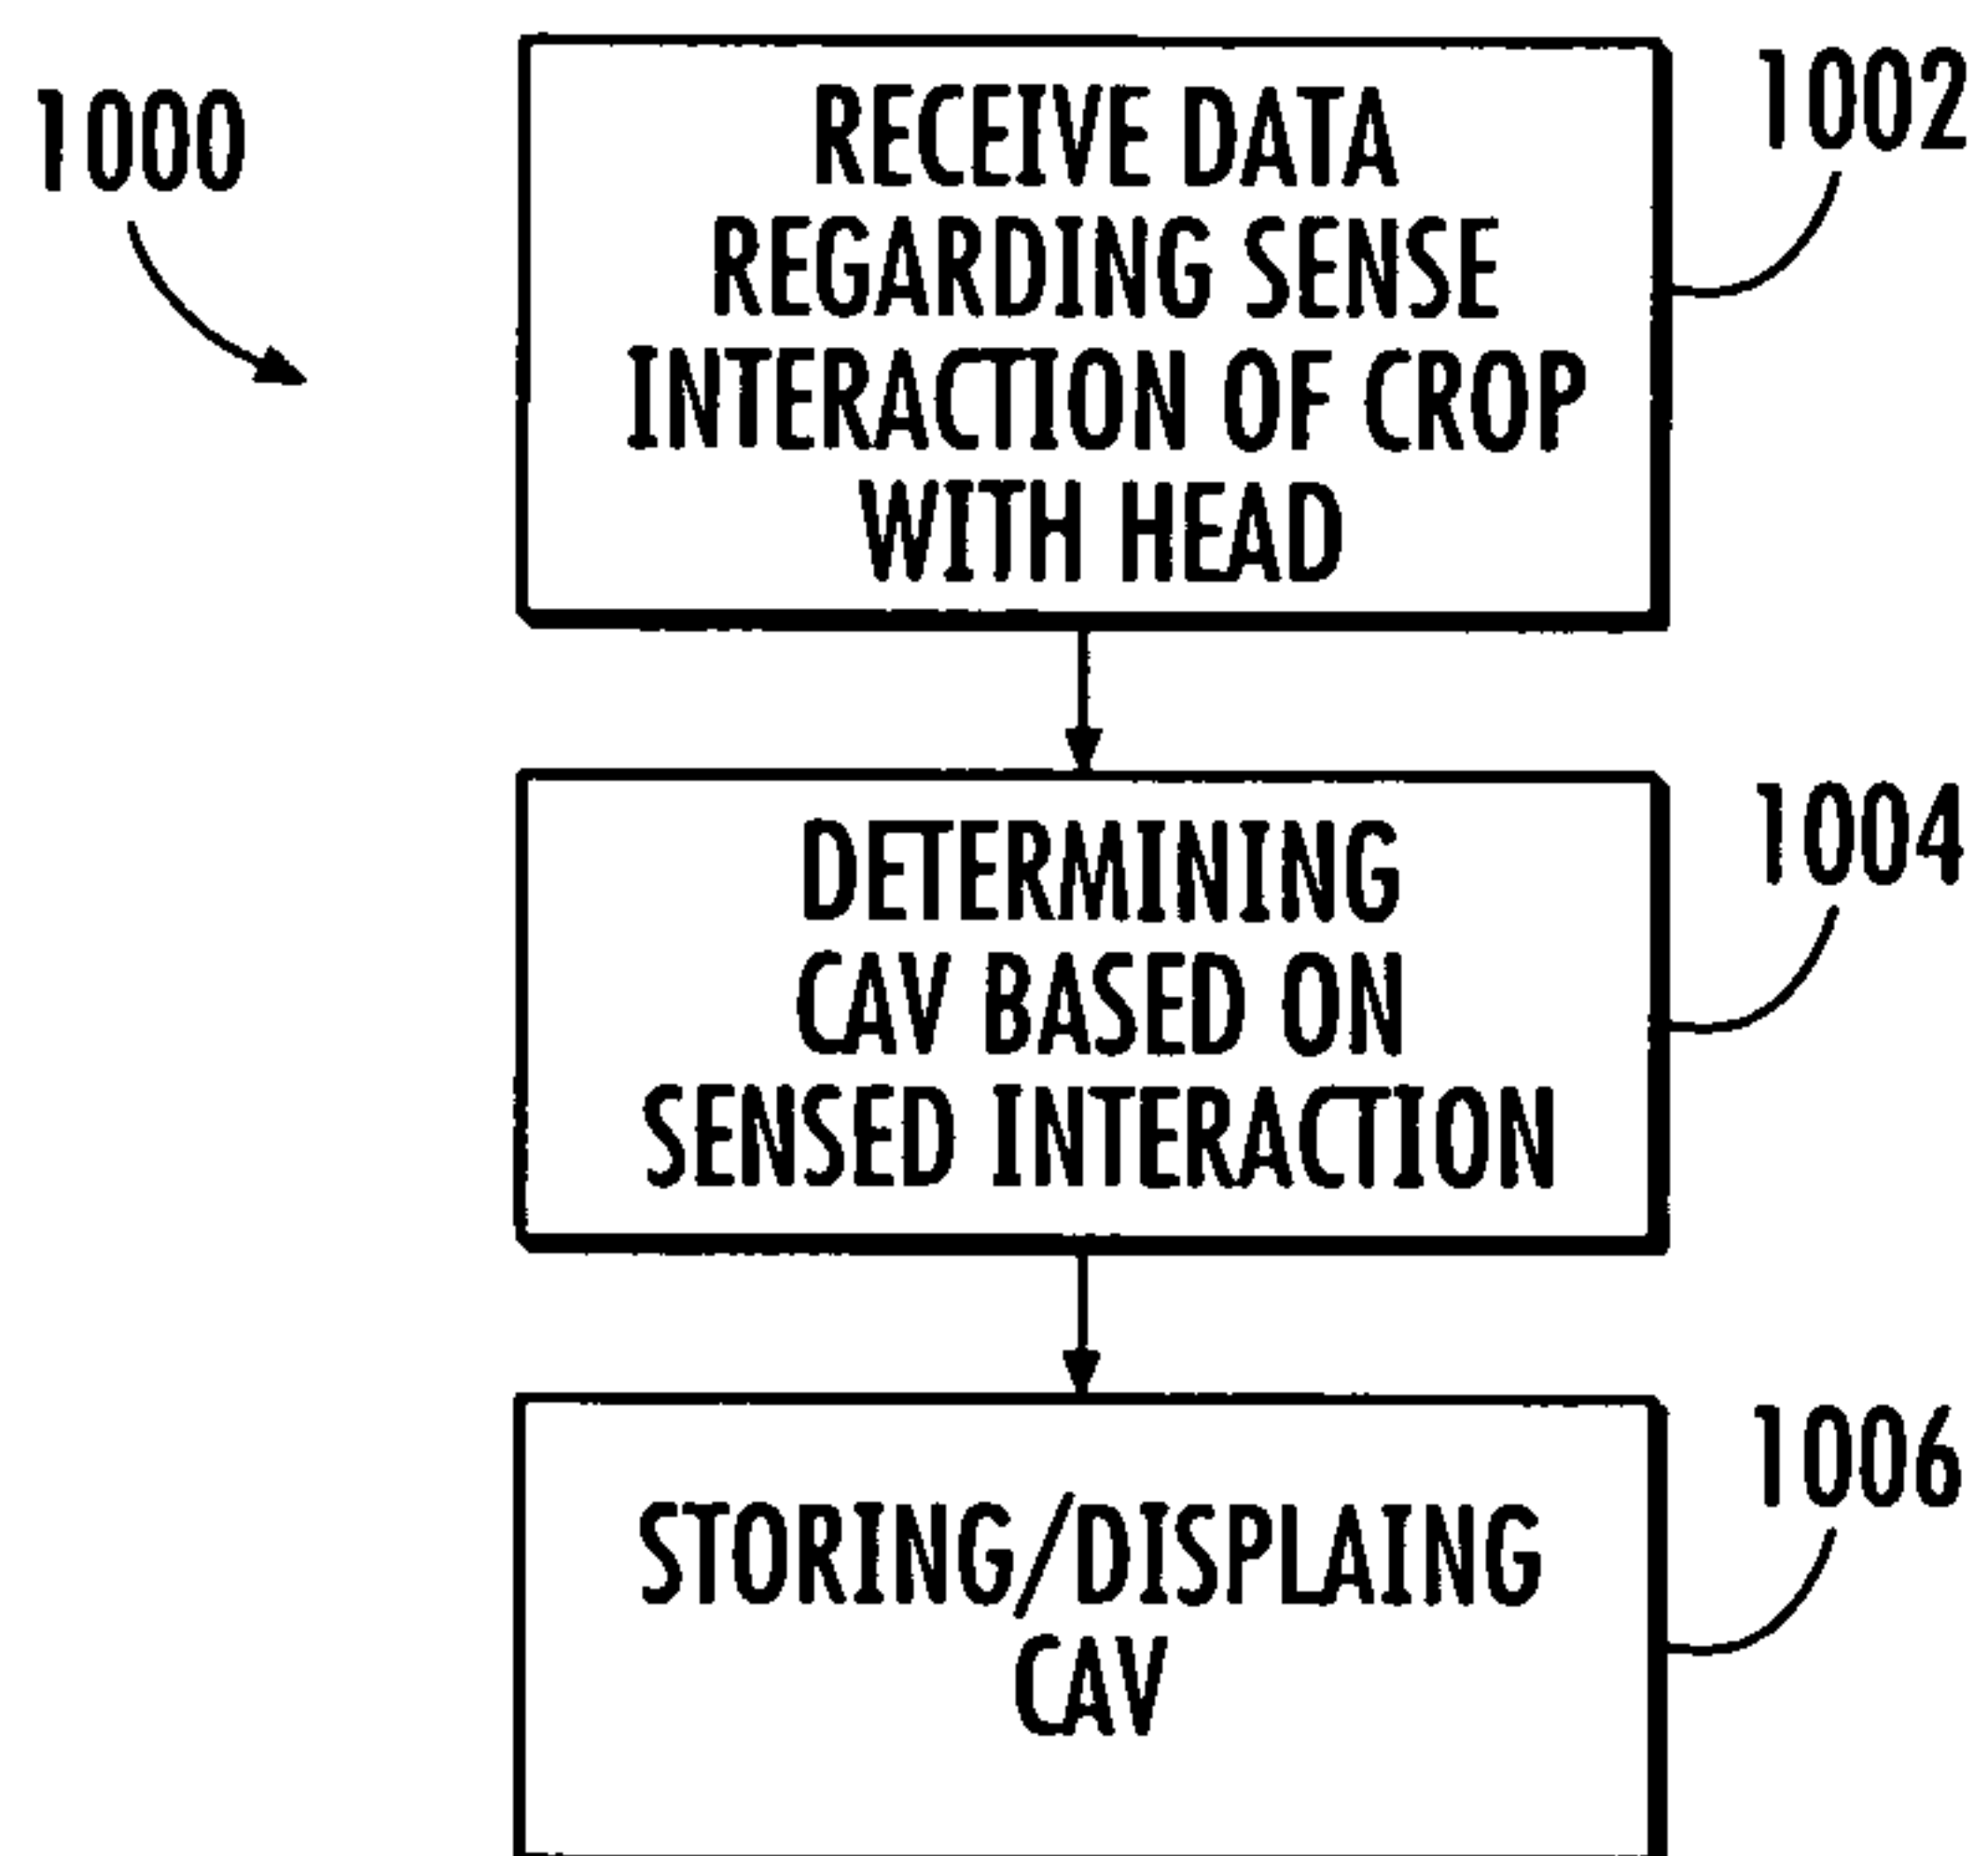 1000
1002
RECEIVE DATA
REGARDING SENSE
INTERACTION OF CROP
WITH HEAD
1004
DETERMINING
CAV BASED ON
SENSED INTERACTION
1006
STORING/DISPLAING
CAV